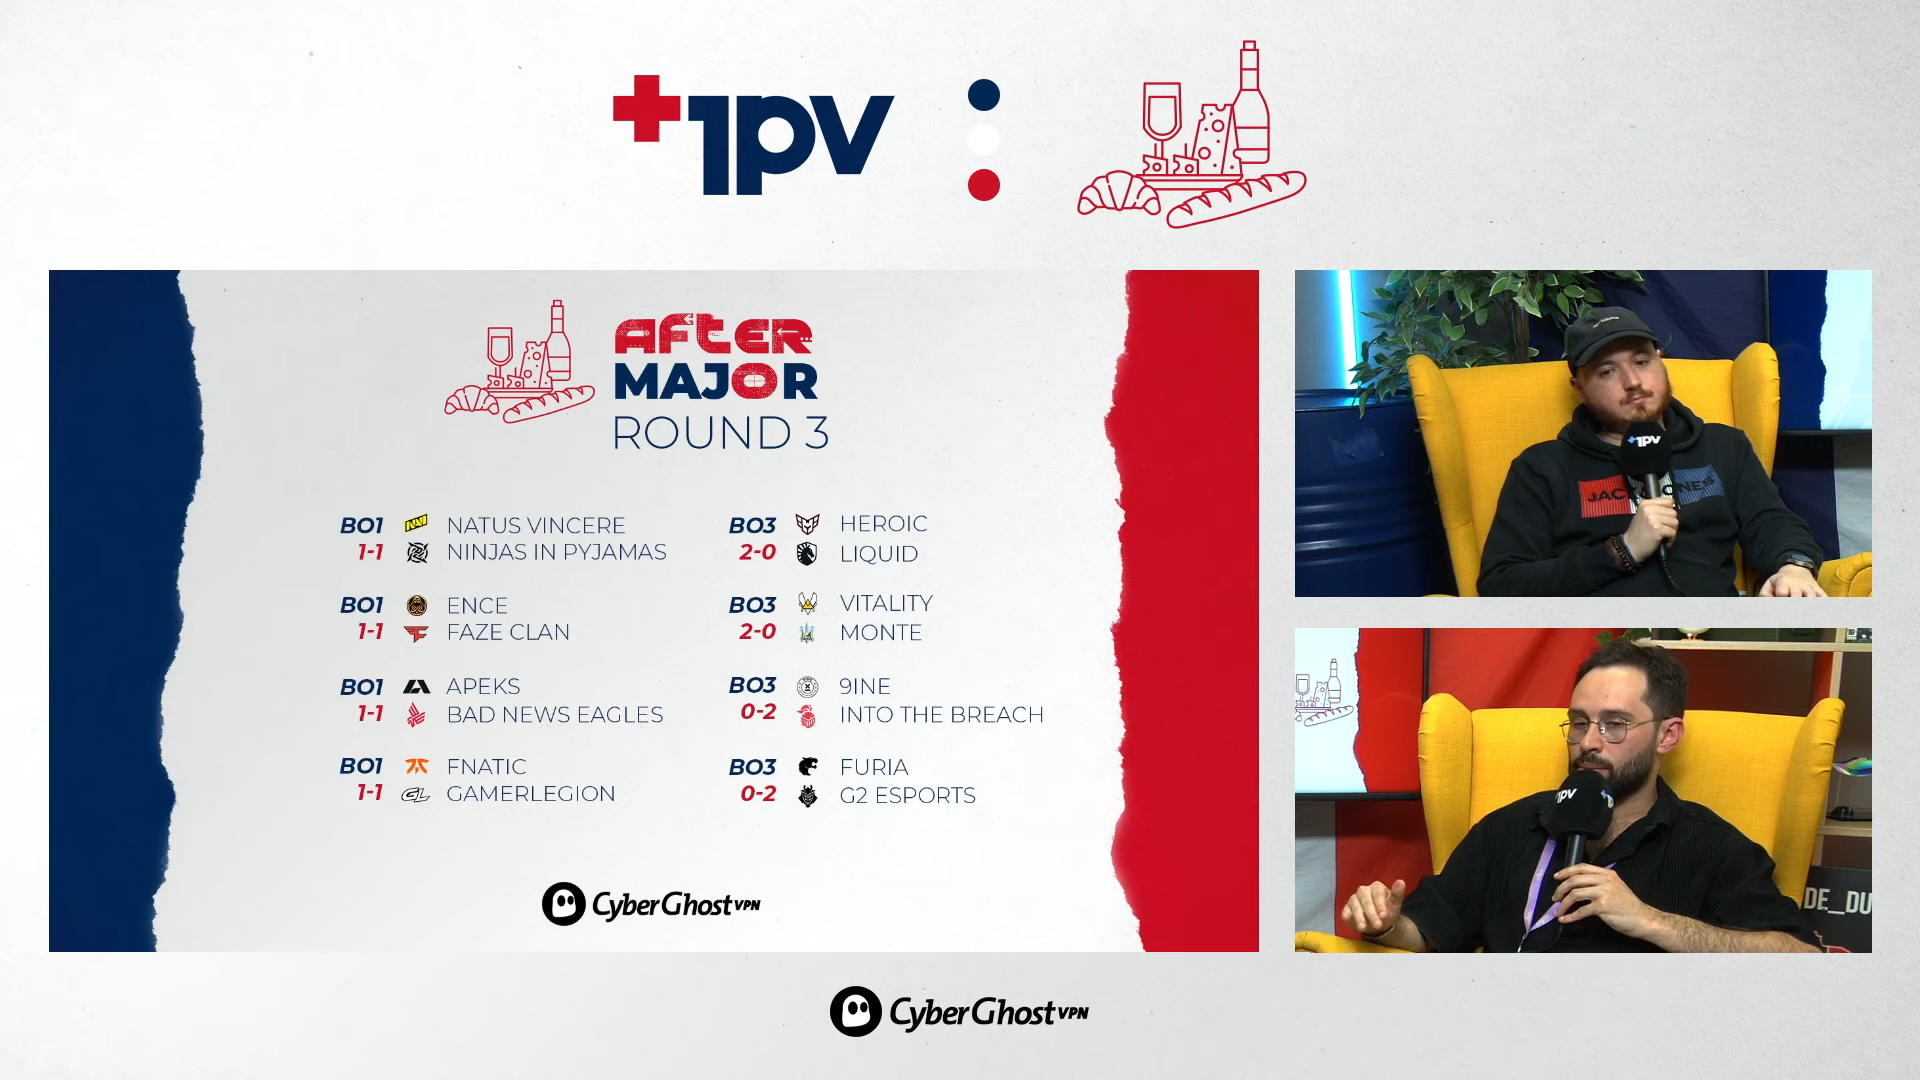 +1pv
AFTER
MAJOR
ROUND 3
BO1 NATUS VINCERE
1-1 NINJAS IN PYJAMAS
BO1 ENCE
1-1 FAZE CLAN
BO1 APEKS
1-1 BAD NEWS EAGLES
BO1 FNATIC
1-1 GAMERLEGION
BO3 HEROIC
2-0 LIQUID
BO3 VITALITY
2-0 MONTE
BO3 9INE
0-2 INTO THE BREACH
BO3 FURIA
0-2 G2 ESPORTS
CyberGhost VPN
+1pv
JACK JONES
1pv
DE_DU
CyberGhost VPN